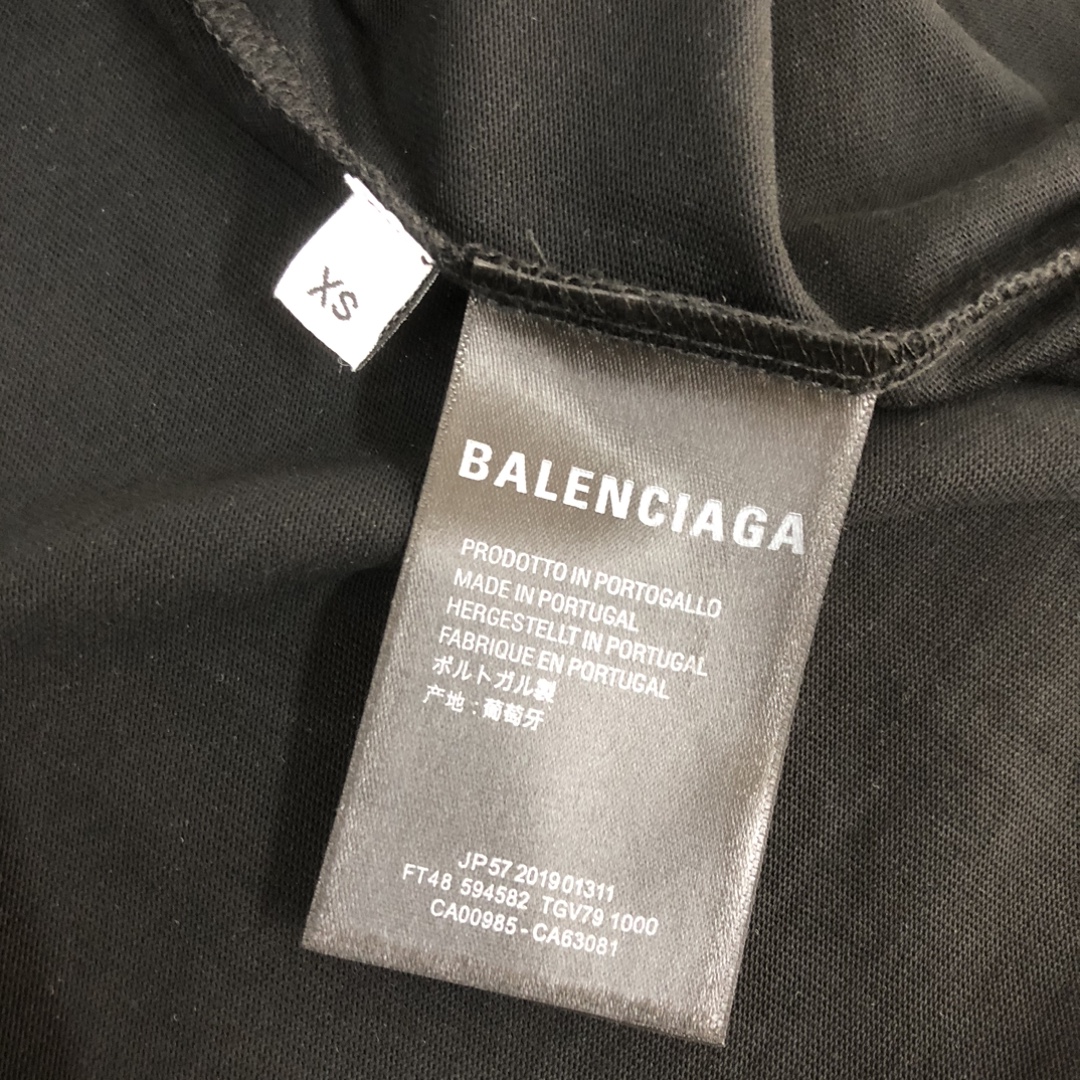 XS
BALENCIAGA
PRODOTTO IN PORTOGALLO
MADE IN PORTUGAL
HERGESTELLT IN PORTUGAL
FABRIQUE EN PORTUGAL
ポルトガル製
产地:葡萄牙
JP57 201901311
FT48 594582 TGV79 1000
CA00985 - CA63081